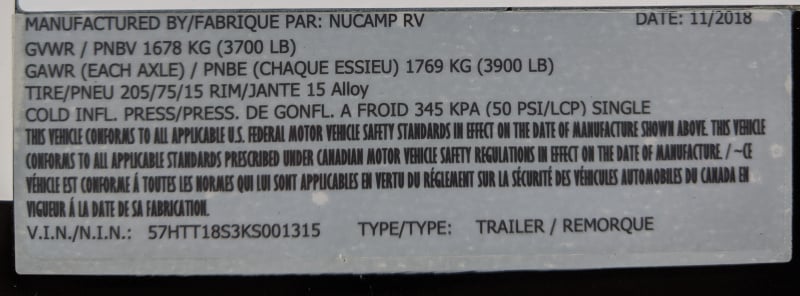 MANUFACTURED BY/FABRIQUE PAR: NUCAMP RV DATE: 11/2018
GVWR / PNBV 1678 KG (3700 LB)
GAWR (EACH AXLE) / PNBE (CHAQUE ESSIEU) 1769 KG (3900 LB)
TIRE/PNEU 205/75/15 RIM/JANTE 15 Alloy
COLD INFL. PRESS/PRESS. DE GONFL. A FROID 345 KPA (50 PSI/LCP) SINGLE
THIS VEHICLE CONFORMS TO ALL APPLICABLE U.S. FEDERAL MOTOR VEHICLE SAFETY STANDARDS IN EFFECT ON THE DATE OF MANUFACTURE SHOWN ABOVE. THIS VEHICLE
CONFORMS TO ALL APPLICABLE STANDARDS PRESCRIBED UNDER CANADIAN MOTOR VEHICLE SAFETY REGULATIONS IN EFFECT ON THE DATE OF MANUFACTURE. / ~CE
VÉHICLE EST CONFORME Á TOUTES LES NORMES QUI LUI SONT APPLICABLES EN VERTU DU RÉGLEMENT SUR LA SÉCURITÉ DES VÉHICULES AUTOMOBILES DU CANADA EN
VIGUEUR Á LA DATE DE SA FABRICATION.
V.I.N./N.I.N.: 57HTT18S3KS001315 TYPE/TYPE: TRAILER / REMORQUE